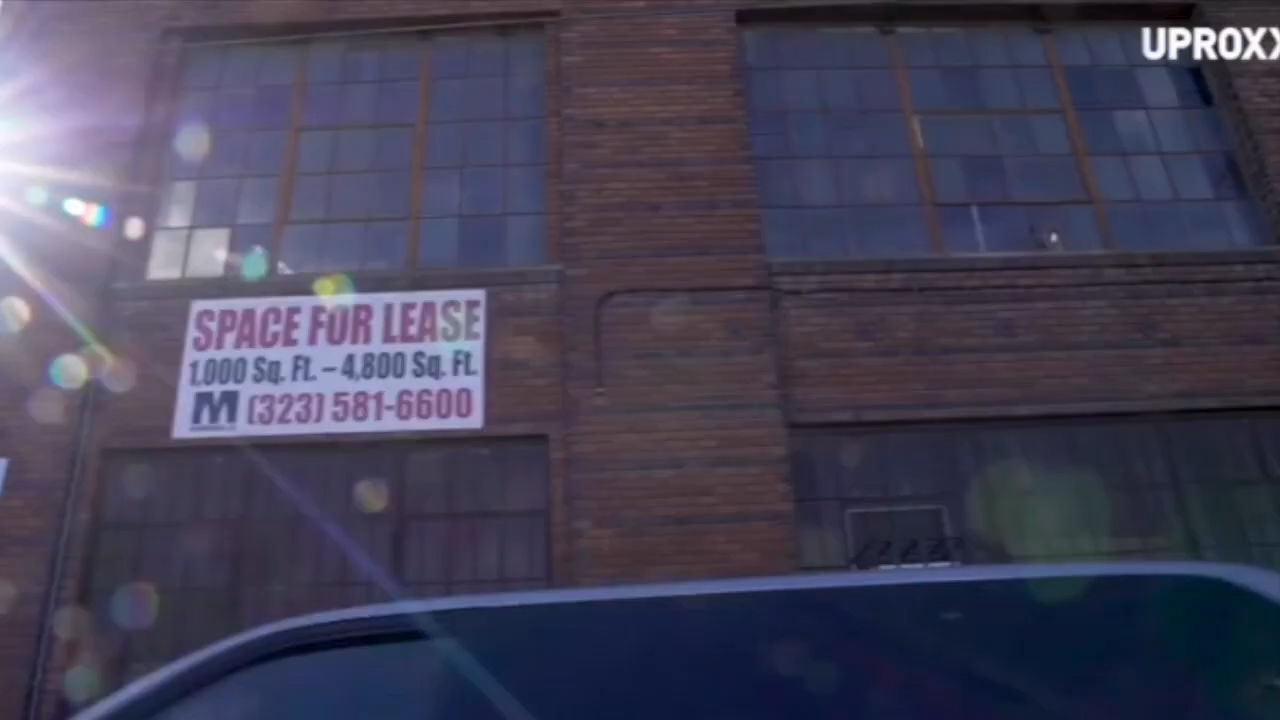 UPROXX
SPACE FOR LEASE
1,000 Sq. Ft. – 4,800 Sq. Ft.
M (323) 581-6600